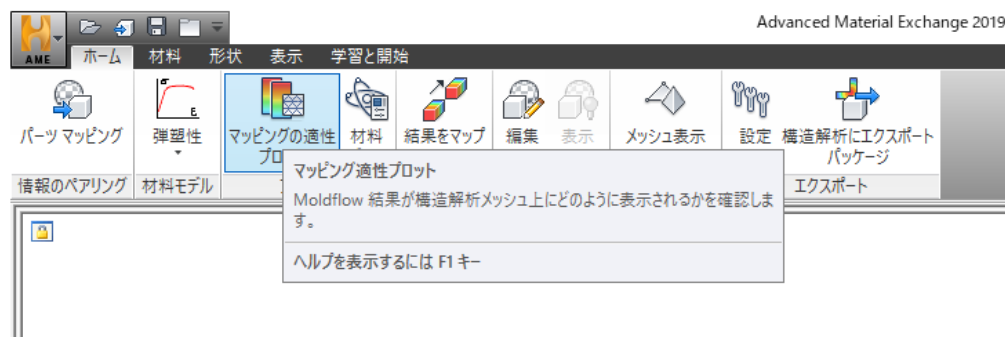 Advanced Material Exchange 2019
AME
ホーム 材料 形状 表示 学習と開始
パーツ マッピング
弾塑性
マッピングの適性
材料
結果をマップ
編集
表示
メッシュ表示
設定
構造解析にエクスポート
パッケージ
情報のペアリング
材料モデル
エクスポート
マッピング適性プロット
Moldflow 結果が構造解析メッシュ上にどのように表示されるかを確認しま
す。
ヘルプを表示するには F1 キー